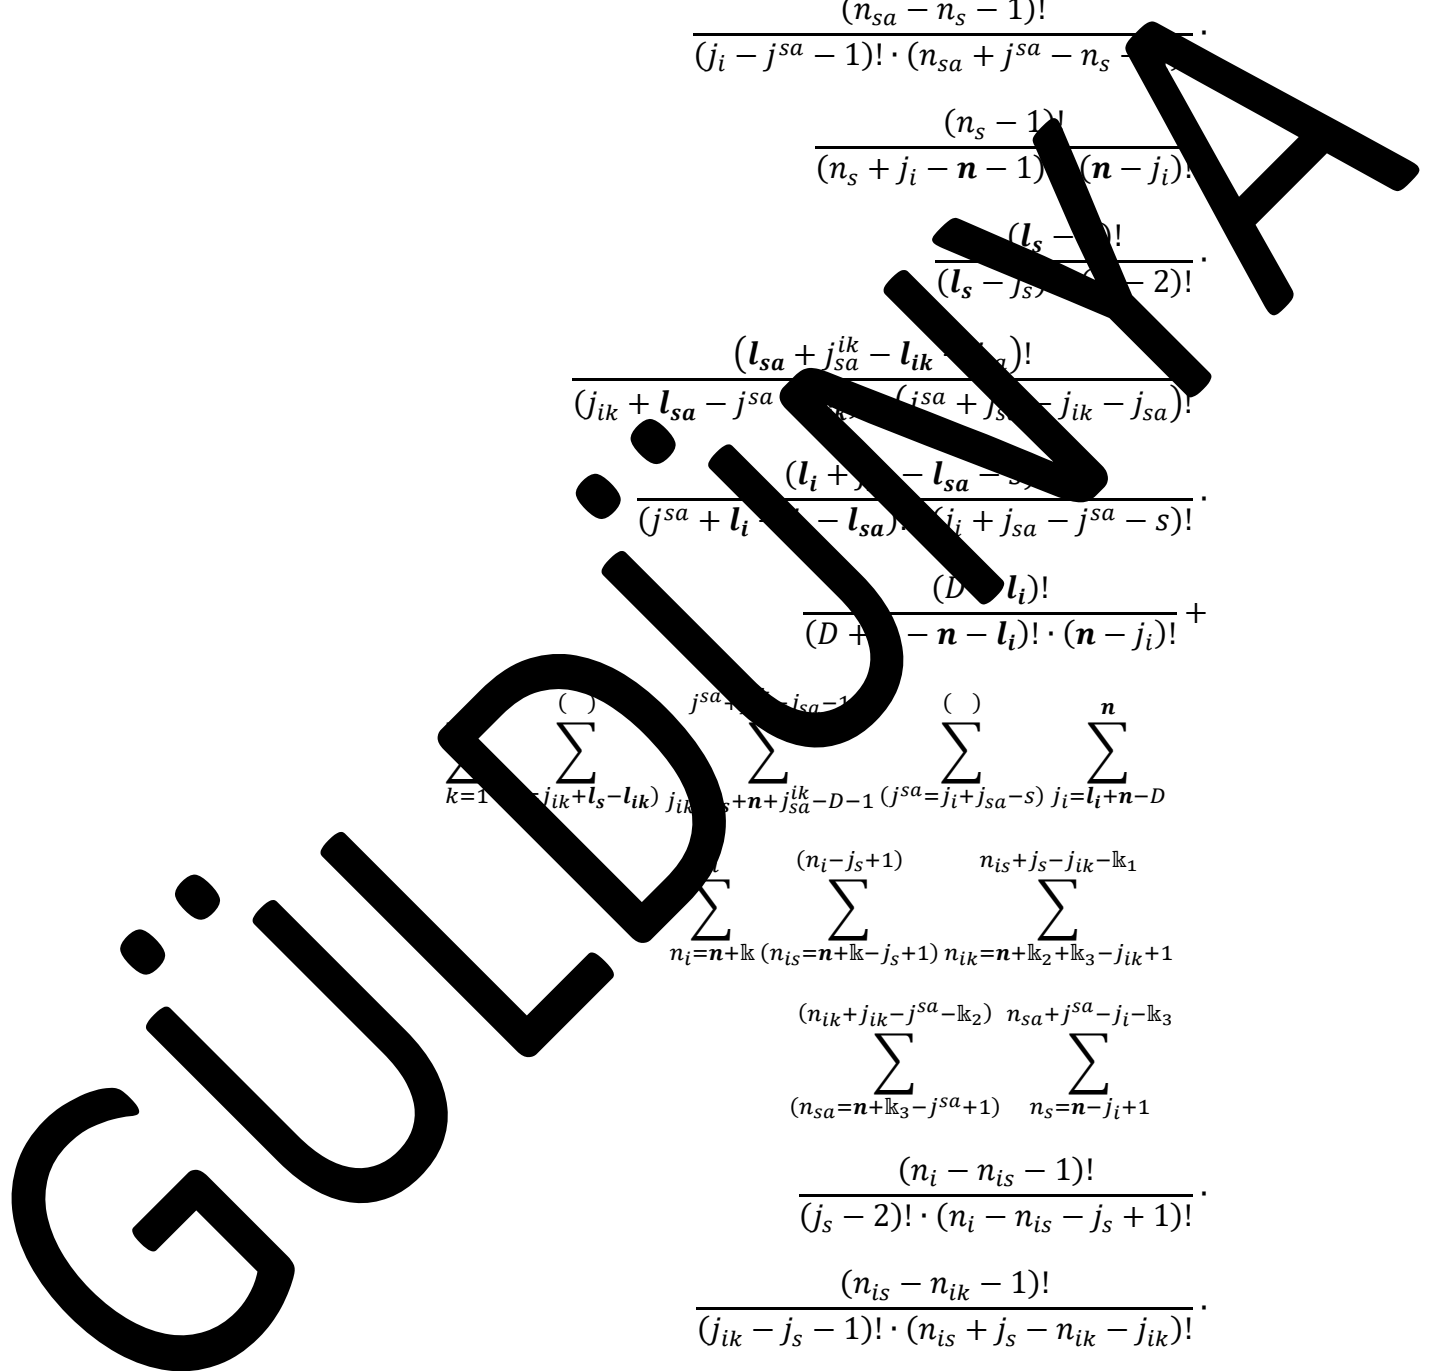 (n_{sa} − n_s − 1)!
(j_i − j^{sa} − 1)! · (n_{sa} + j^{sa} − n_s − ·
(n_s − 1)!
(n_s + j_i − n − 1) (n − j_i)!
(l_s − )!
(l_s − j_s) − 2)! ·
(l_{sa} + j_{sa}^{ik} − l_{ik} )!
(j_{ik} + l_{sa} − j^{sa} (j^{sa} + − j_{ik} − j_{sa})!
(l_i + − l_{sa} − s)
(j^{sa} + l_i − l_{sa})! (j_i + j_{sa} − j^{sa} − s)! ·
(D l_i)!
(D + − n − l_i)! · (n − j_i)! +
( ) j^{sa}+ −j_{sa}−1 ( ) n
∑ ∑ ∑ ∑ ∑
k=1 =j_{ik}+l_s−l_{ik}) j_{ik} +n+j_{sa}^{ik}−D−1 (j^{sa}=j_i+j_{sa}−s) j_i=l_i+n−D
(n_i−j_s+1) n_{is}+j_s−j_{ik}−𝕜_1
∑ ∑ ∑
n_i=n+𝕜 (n_{is}=n+𝕜−j_s+1) n_{ik}=n+𝕜_2+𝕜_3−j_{ik}+1
(n_{ik}+j_{ik}−j^{sa}−𝕜_2) n_{sa}+j^{sa}−j_i−𝕜_3
∑ ∑
(n_{sa}=n+𝕜_3−j^{sa}+1) n_s=n−j_i+1
(n_i − n_{is} − 1)!
(j_s − 2)! · (n_i − n_{is} − j_s + 1)! ·
(n_{is} − n_{ik} − 1)!
(j_{ik} − j_s − 1)! · (n_{is} + j_s − n_{ik} − j_{ik})! ·
GÜLDÜNYA